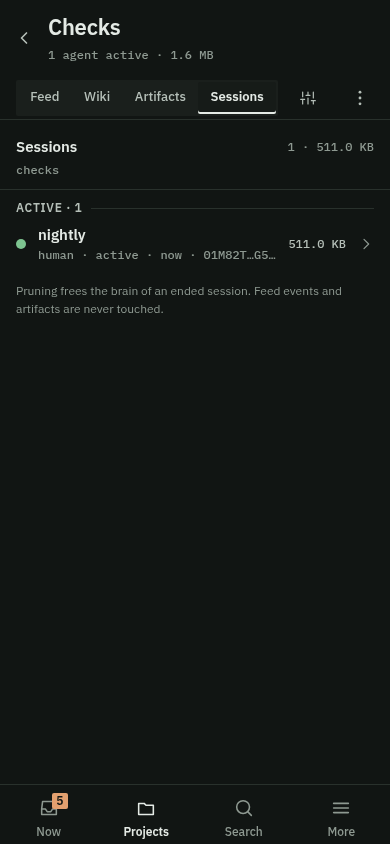 Checks
1 agent active · 1.6 MB
Feed Wiki Artifacts Sessions
Sessions 1 · 511.0 KB
checks
ACTIVE · 1
nightly
human · active · now · 01M82T…G5… 511.0 KB
Pruning frees the brain of an ended session. Feed events and
artifacts are never touched.
5
Now Projects Search More